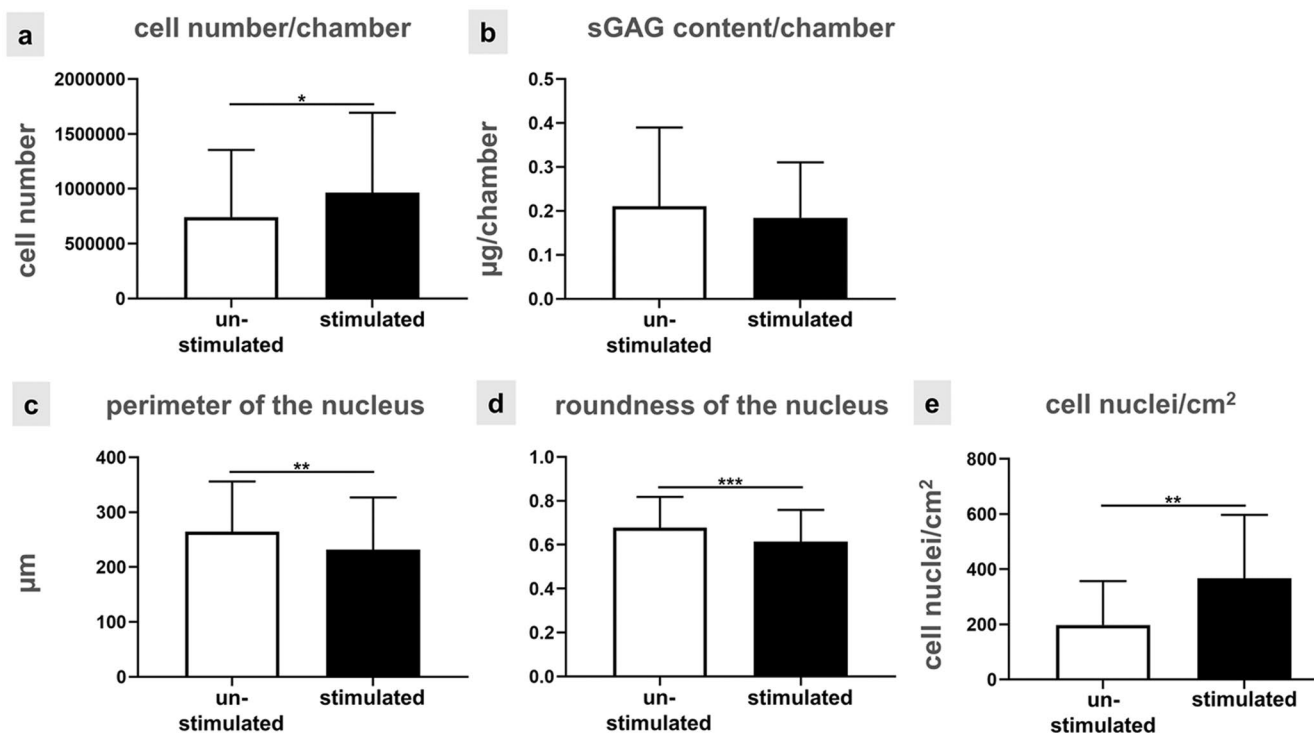 a
cell number/chamber
cell number
2000000
1500000
1000000
500000
0
*
un-
stimulated
stimulated
b
sGAG content/chamber
µg/chamber
0.5
0.4
0.3
0.2
0.1
0.0
un-
stimulated
stimulated
c
perimeter of the nucleus
µm
400
300
200
100
0
**
un-
stimulated
stimulated
d
roundness of the nucleus
1.0
0.8
0.6
0.4
0.2
0.0
***
un-
stimulated
stimulated
e
cell nuclei/cm²
cell nuclei/cm²
800
600
400
200
0
**
un-
stimulated
stimulated